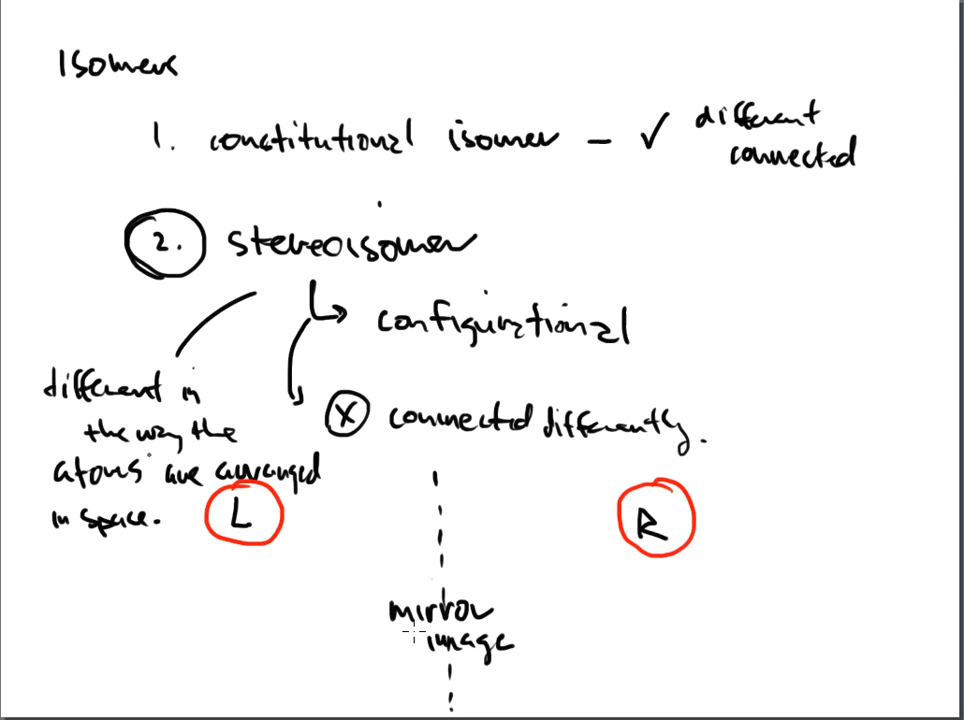 Isomers
1. constitutional isomer – ✓ different
connected
2. stereoisomer
↳ configurational
different in
the way the
atoms are arranged
in space.
X connected differently.
L
R
mirror
image